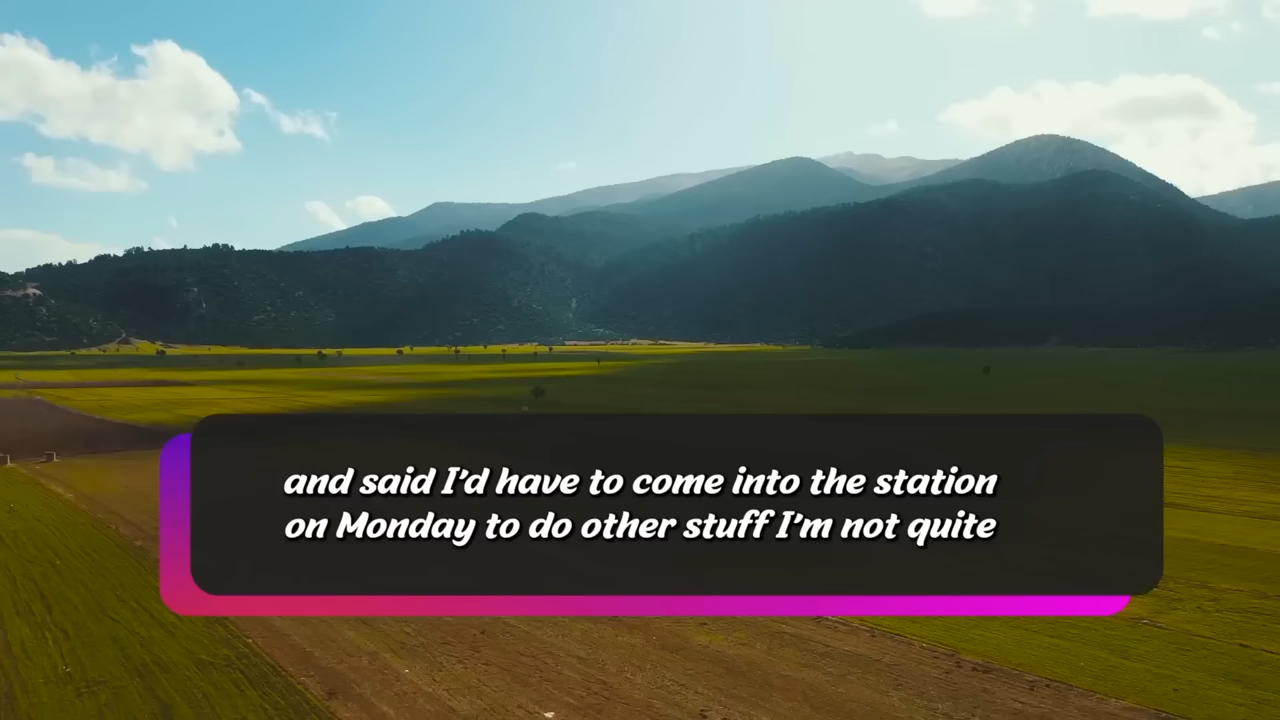 and said I'd have to come into the station
on Monday to do other stuff I'm not quite